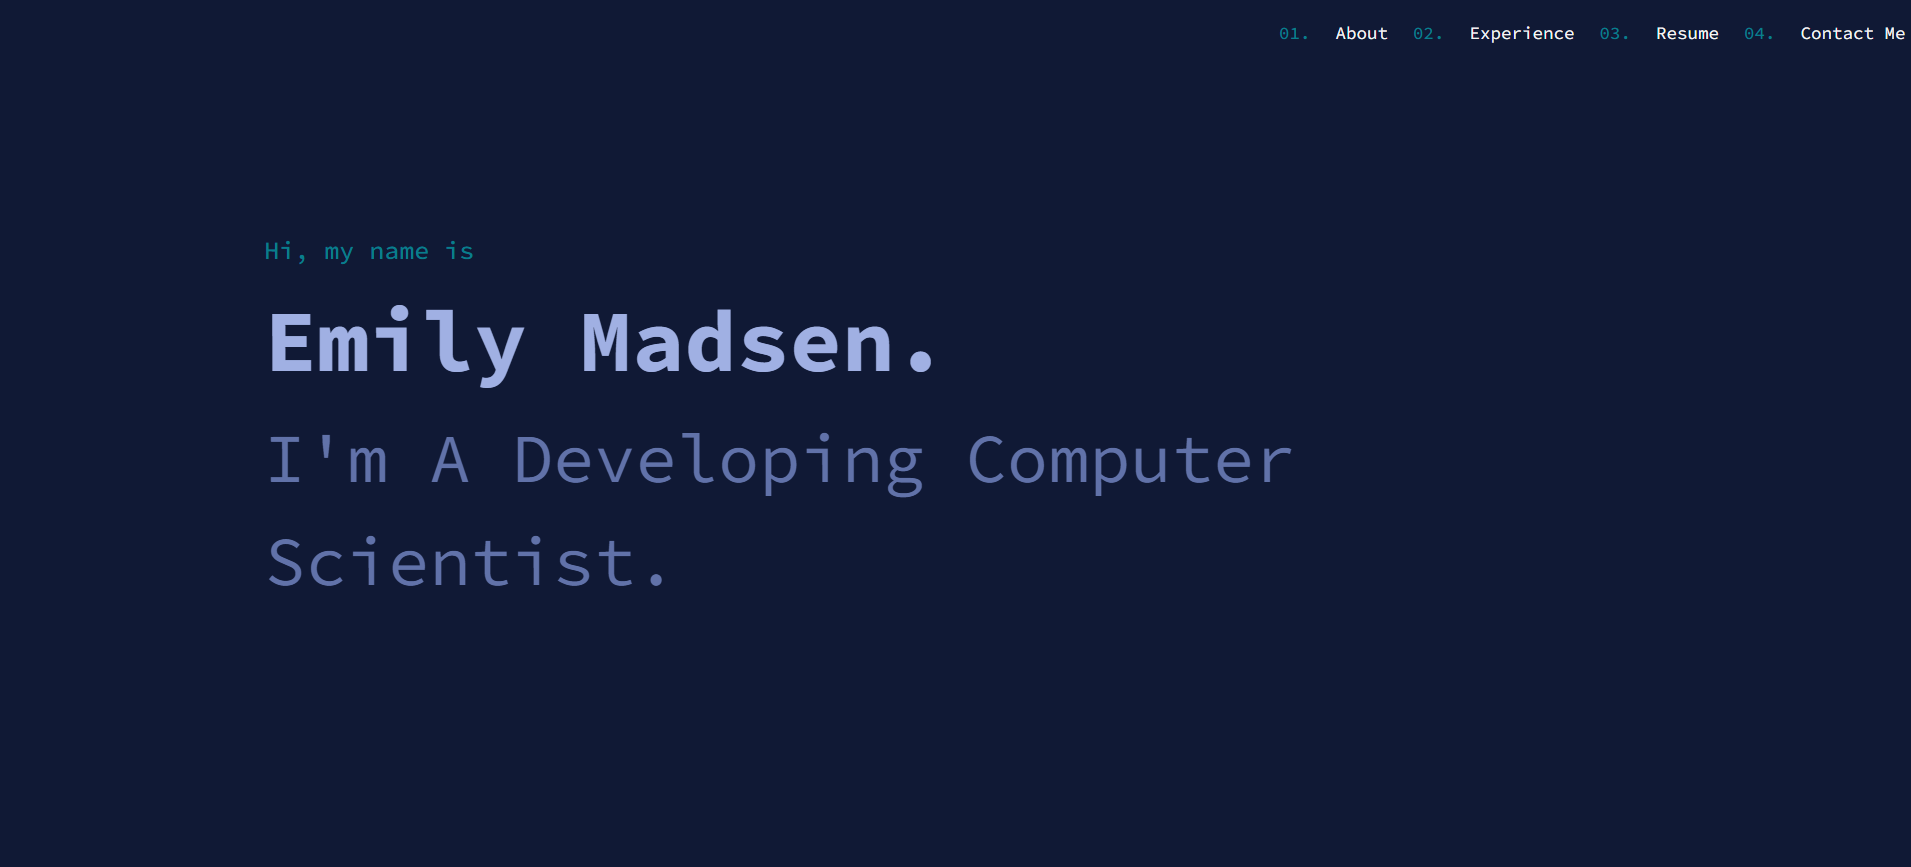 01. About 02. Experience 03. Resume 04. Contact Me
Hi, my name is
Emily Madsen.
I'm A Developing Computer
Scientist.